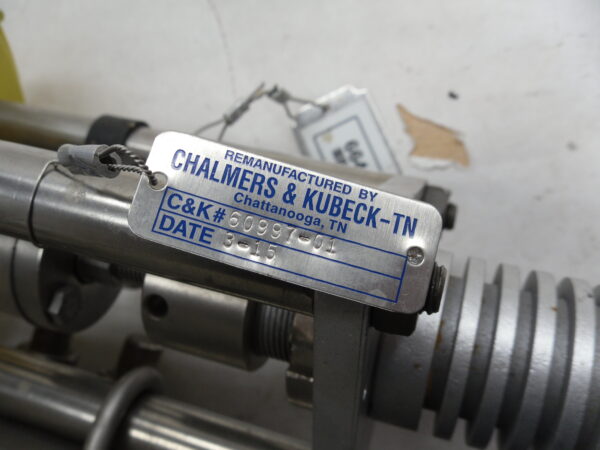 REMANUFACTURED BY
CHALMERS & KUBECK-TN
Chattanooga, TN
C&K# 60997-01
DATE 3-15